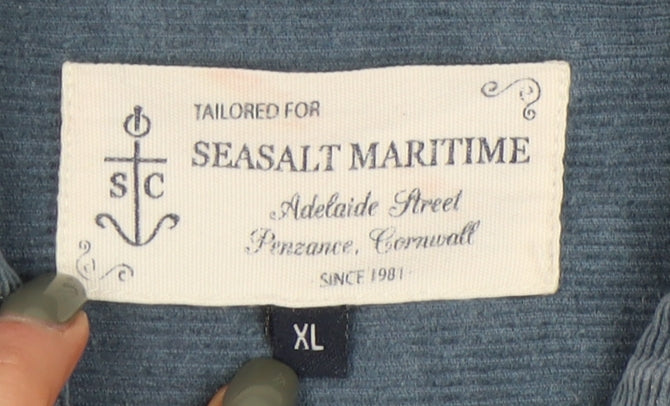 TAILORED FOR
SEASALT MARITIME
S C
Adelaide Street
Penzance, Cornwall
· SINCE 1981 ·
XL